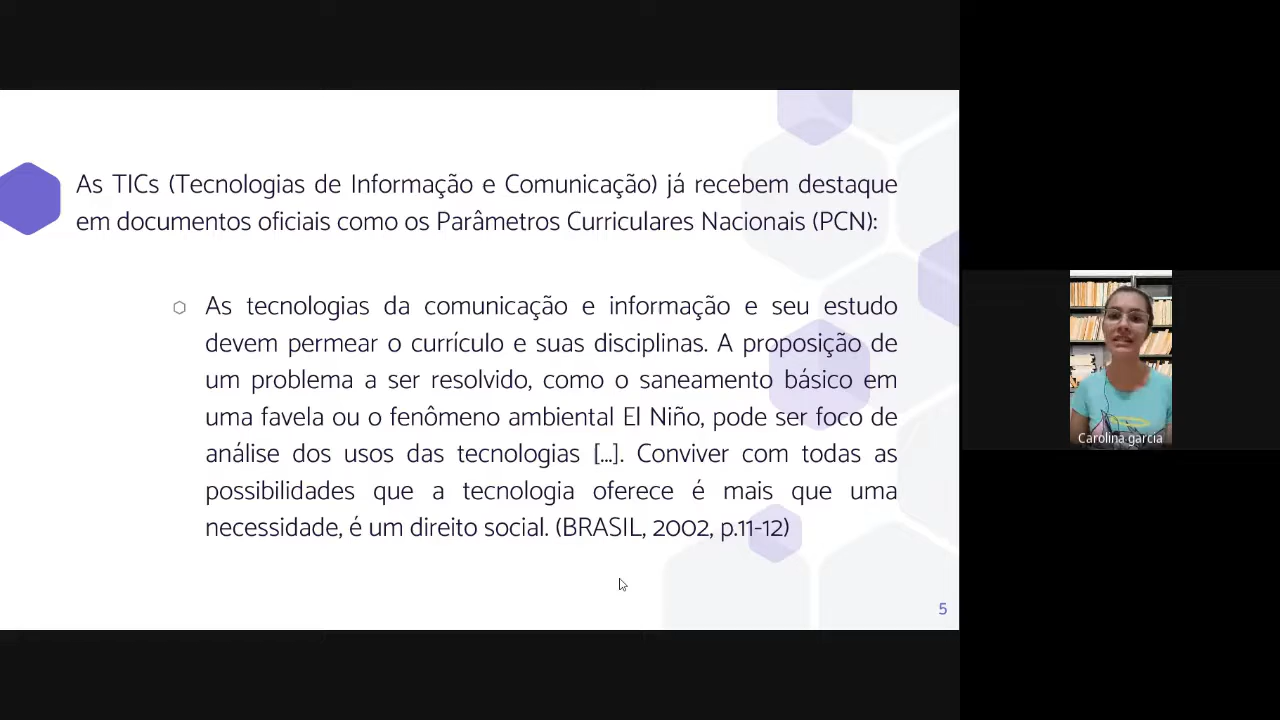 As TICs (Tecnologias de Informação e Comunicação) já recebem destaque
em documentos oficiais como os Parâmetros Curriculares Nacionais (PCN):
As tecnologias da comunicação e informação e seu estudo
devem permear o currículo e suas disciplinas. A proposição de
um problema a ser resolvido, como o saneamento básico em
uma favela ou o fenômeno ambiental El Niño, pode ser foco de
análise dos usos das tecnologias [...]. Conviver com todas as
possibilidades que a tecnologia oferece é mais que uma
necessidade, é um direito social. (BRASIL, 2002, p.11-12)
5
Carolina garcia